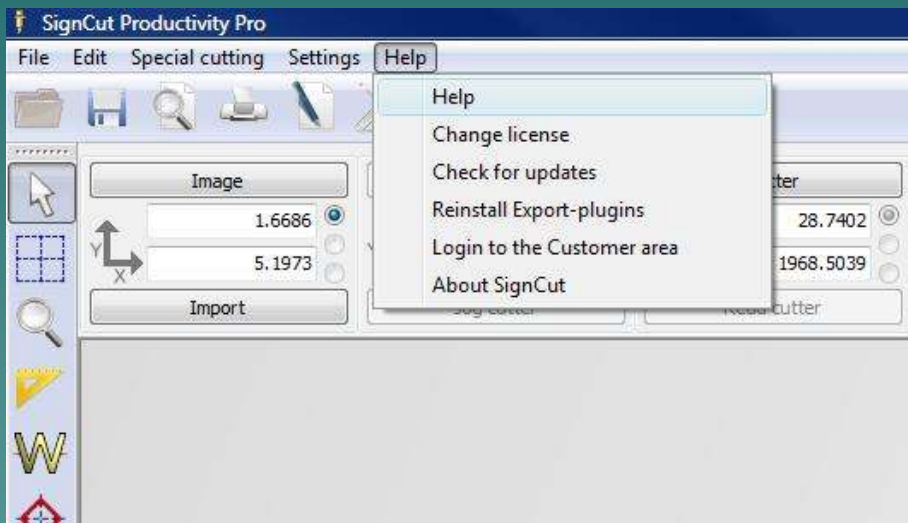 SignCut Productivity Pro
File Edit Special cutting Settings Help
Help
Change license
Check for updates
Reinstall Export-plugins
Login to the Customer area
About SignCut
Image
1.6686 28.7402
Y
5.1973 1968.5039
X
Import cutter
W